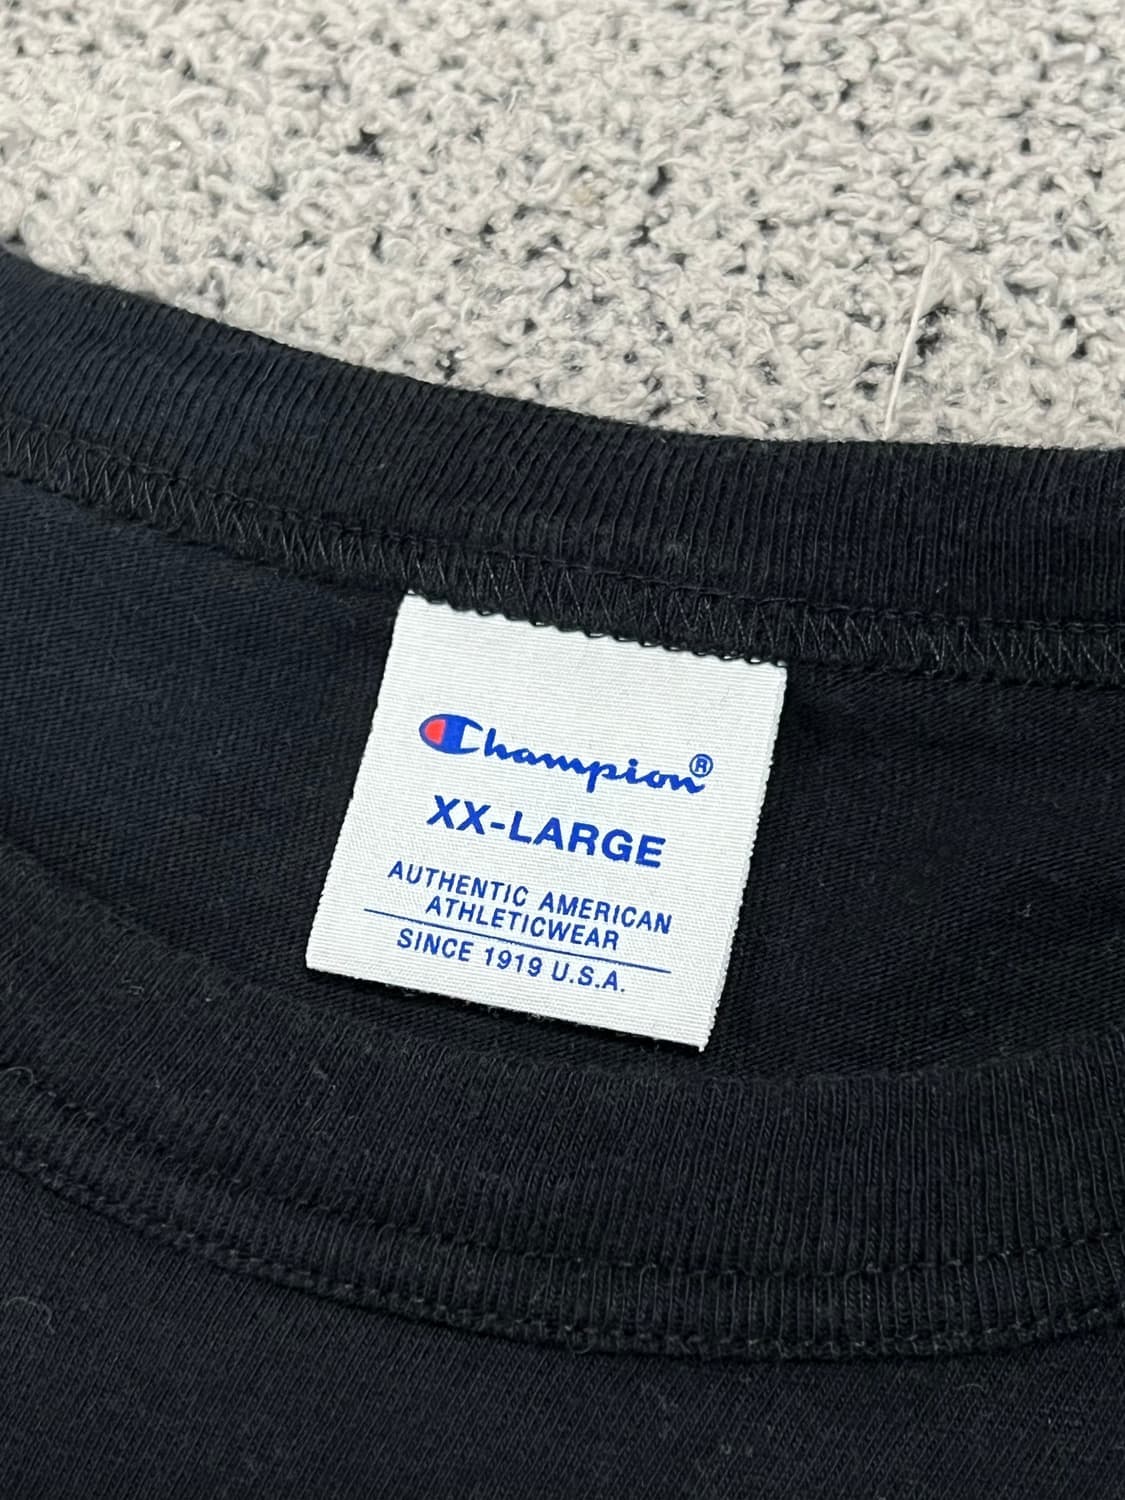 Champion®
XX-LARGE
AUTHENTIC AMERICAN
ATHLETICWEAR
SINCE 1919 U.S.A.